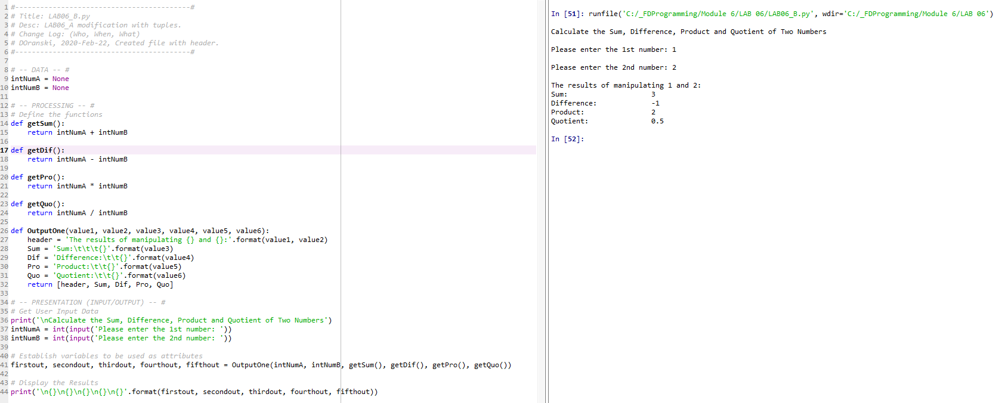 1 #------------------------------------------#
2 # Title: LAB06_B.py
3 # Desc: LAB06_A modification with tuples.
4 # Change Log: (Who, When, What)
5 # DOranski, 2020-Feb-22, Created file with header.
6 #------------------------------------------#
7
8 # -- DATA -- #
9 intNumA = None
10 intNumB = None
11
12 # -- PROCESSING -- #
13 # Define the functions
14 def getSum():
15     return intNumA + intNumB
16
17 def getDif():
18     return intNumA - intNumB
19
20 def getPro():
21     return intNumA * intNumB
22
23 def getQuo():
24     return intNumA / intNumB
25
26 def OutputOne(value1, value2, value3, value4, value5, value6):
27     header = 'The results of manipulating {} and {}:'.format(value1, value2)
28     Sum = 'Sum:\t\t\t{}'.format(value3)
29     Dif = 'Difference:\t\t{}'.format(value4)
30     Pro = 'Product:\t\t{}'.format(value5)
31     Quo = 'Quotient:\t\t{}'.format(value6)
32     return [header, Sum, Dif, Pro, Quo]
33
34 # -- PRESENTATION (INPUT/OUTPUT) -- #
35 # Get User Input Data
36 print('\nCalculate the Sum, Difference, Product and Quotient of Two Numbers')
37 intNumA = int(input('Please enter the 1st number: '))
38 intNumB = int(input('Please enter the 2nd number: '))
39
40 # Establish variables to be used as attributes
41 firstout, secondout, thirdout, fourthout, fifthout = OutputOne(intNumA, intNumB, getSum(), getDif(), getPro(), getQuo())
42
43 # Display the Results
44 print('\n{}\n{}\n{}\n{}\n{}'.format(firstout, secondout, thirdout, fourthout, fifthout))
In [51]: runfile('C:/_FDProgramming/Module 6/LAB 06/LAB06_B.py', wdir='C:/_FDProgramming/Module 6/LAB 06')
Calculate the Sum, Difference, Product and Quotient of Two Numbers
Please enter the 1st number: 1
Please enter the 2nd number: 2
The results of manipulating 1 and 2:
Sum:                    3
Difference:             -1
Product:                2
Quotient:               0.5
In [52]: